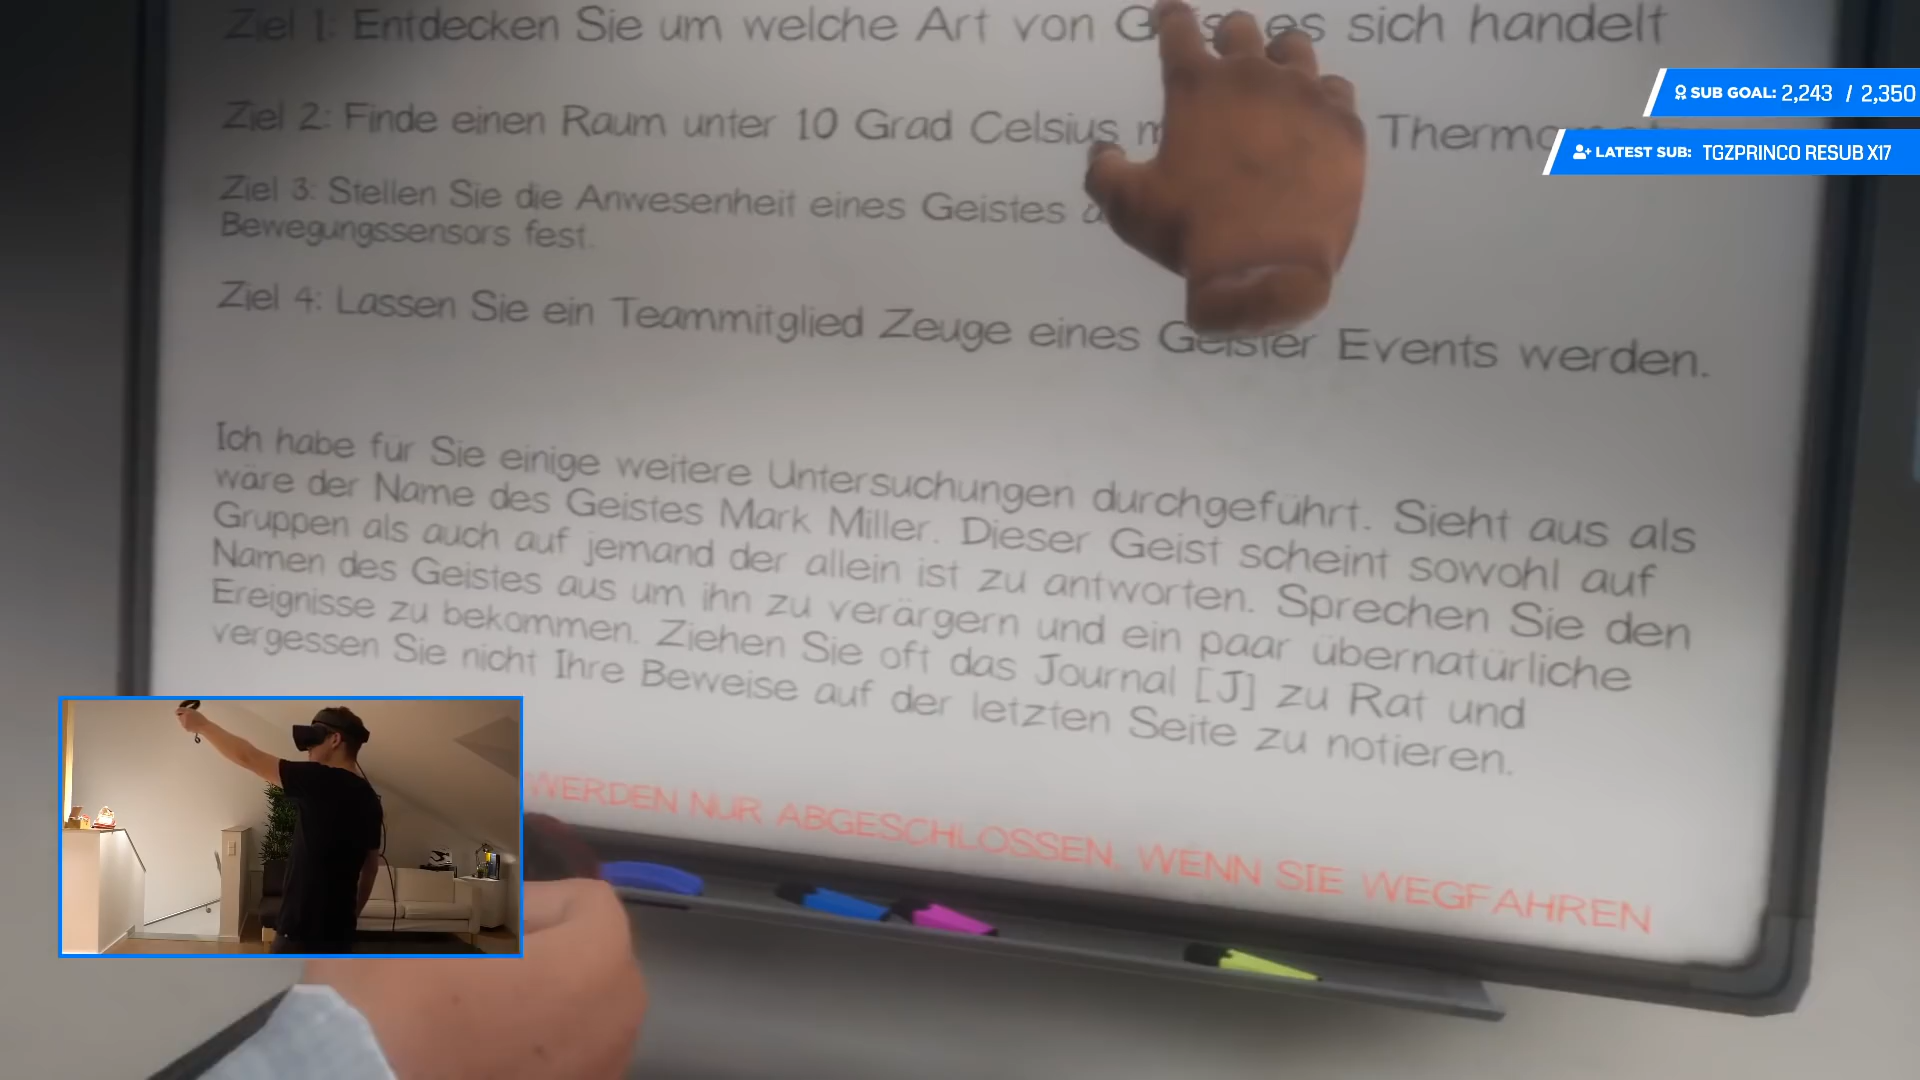 Ziel 1: Entdecken Sie um welche Art von es sich handelt
Ziel 2: Finde einen Raum unter 10 Grad Celsius
Ziel 3: Stellen Sie die Anwesenheit eines Geistes
Bewegungssensors fest.
Ziel 4: Lassen Sie ein Teammitglied Zeuge eines Geister Events werden.
Ich habe fur Sie einige weitere Untersuchungen durchgeführt. Sieht aus als
wäre der Name des Geistes Mark Miller. Dieser Geist scheint sowohl auf
Gruppen als auch auf jemand der allein ist zu antworten. Sprechen Sie den
Namen des Geistes aus um ihn zu verärgern und ein paar übernatürliche
Ereignisse zu bekommen. Ziehen Sie oft das Journal [J] zu Rat und
vergessen Sie nicht Ihre Beweise auf der letzten Seite zu notieren.
WERDEN NUR ABGESCHLOSSEN, WENN SIE WEGFAHREN
SUB GOAL: 2,243 / 2,350
LATEST SUB: TGZPRINCO RESUB X17